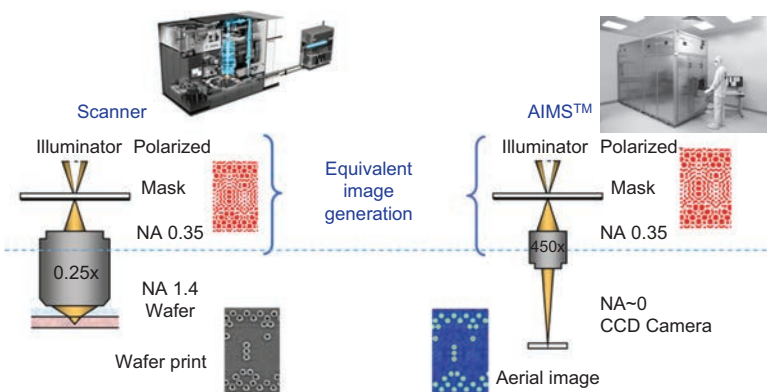 Scanner
AIMS™
Illuminator Polarized
Mask
NA 0.35
0.25x
NA 1.4
Wafer
Wafer print
Equivalent
image
generation
Illuminator Polarized
Mask
NA 0.35
450x
NA~0
CCD Camera
Aerial image